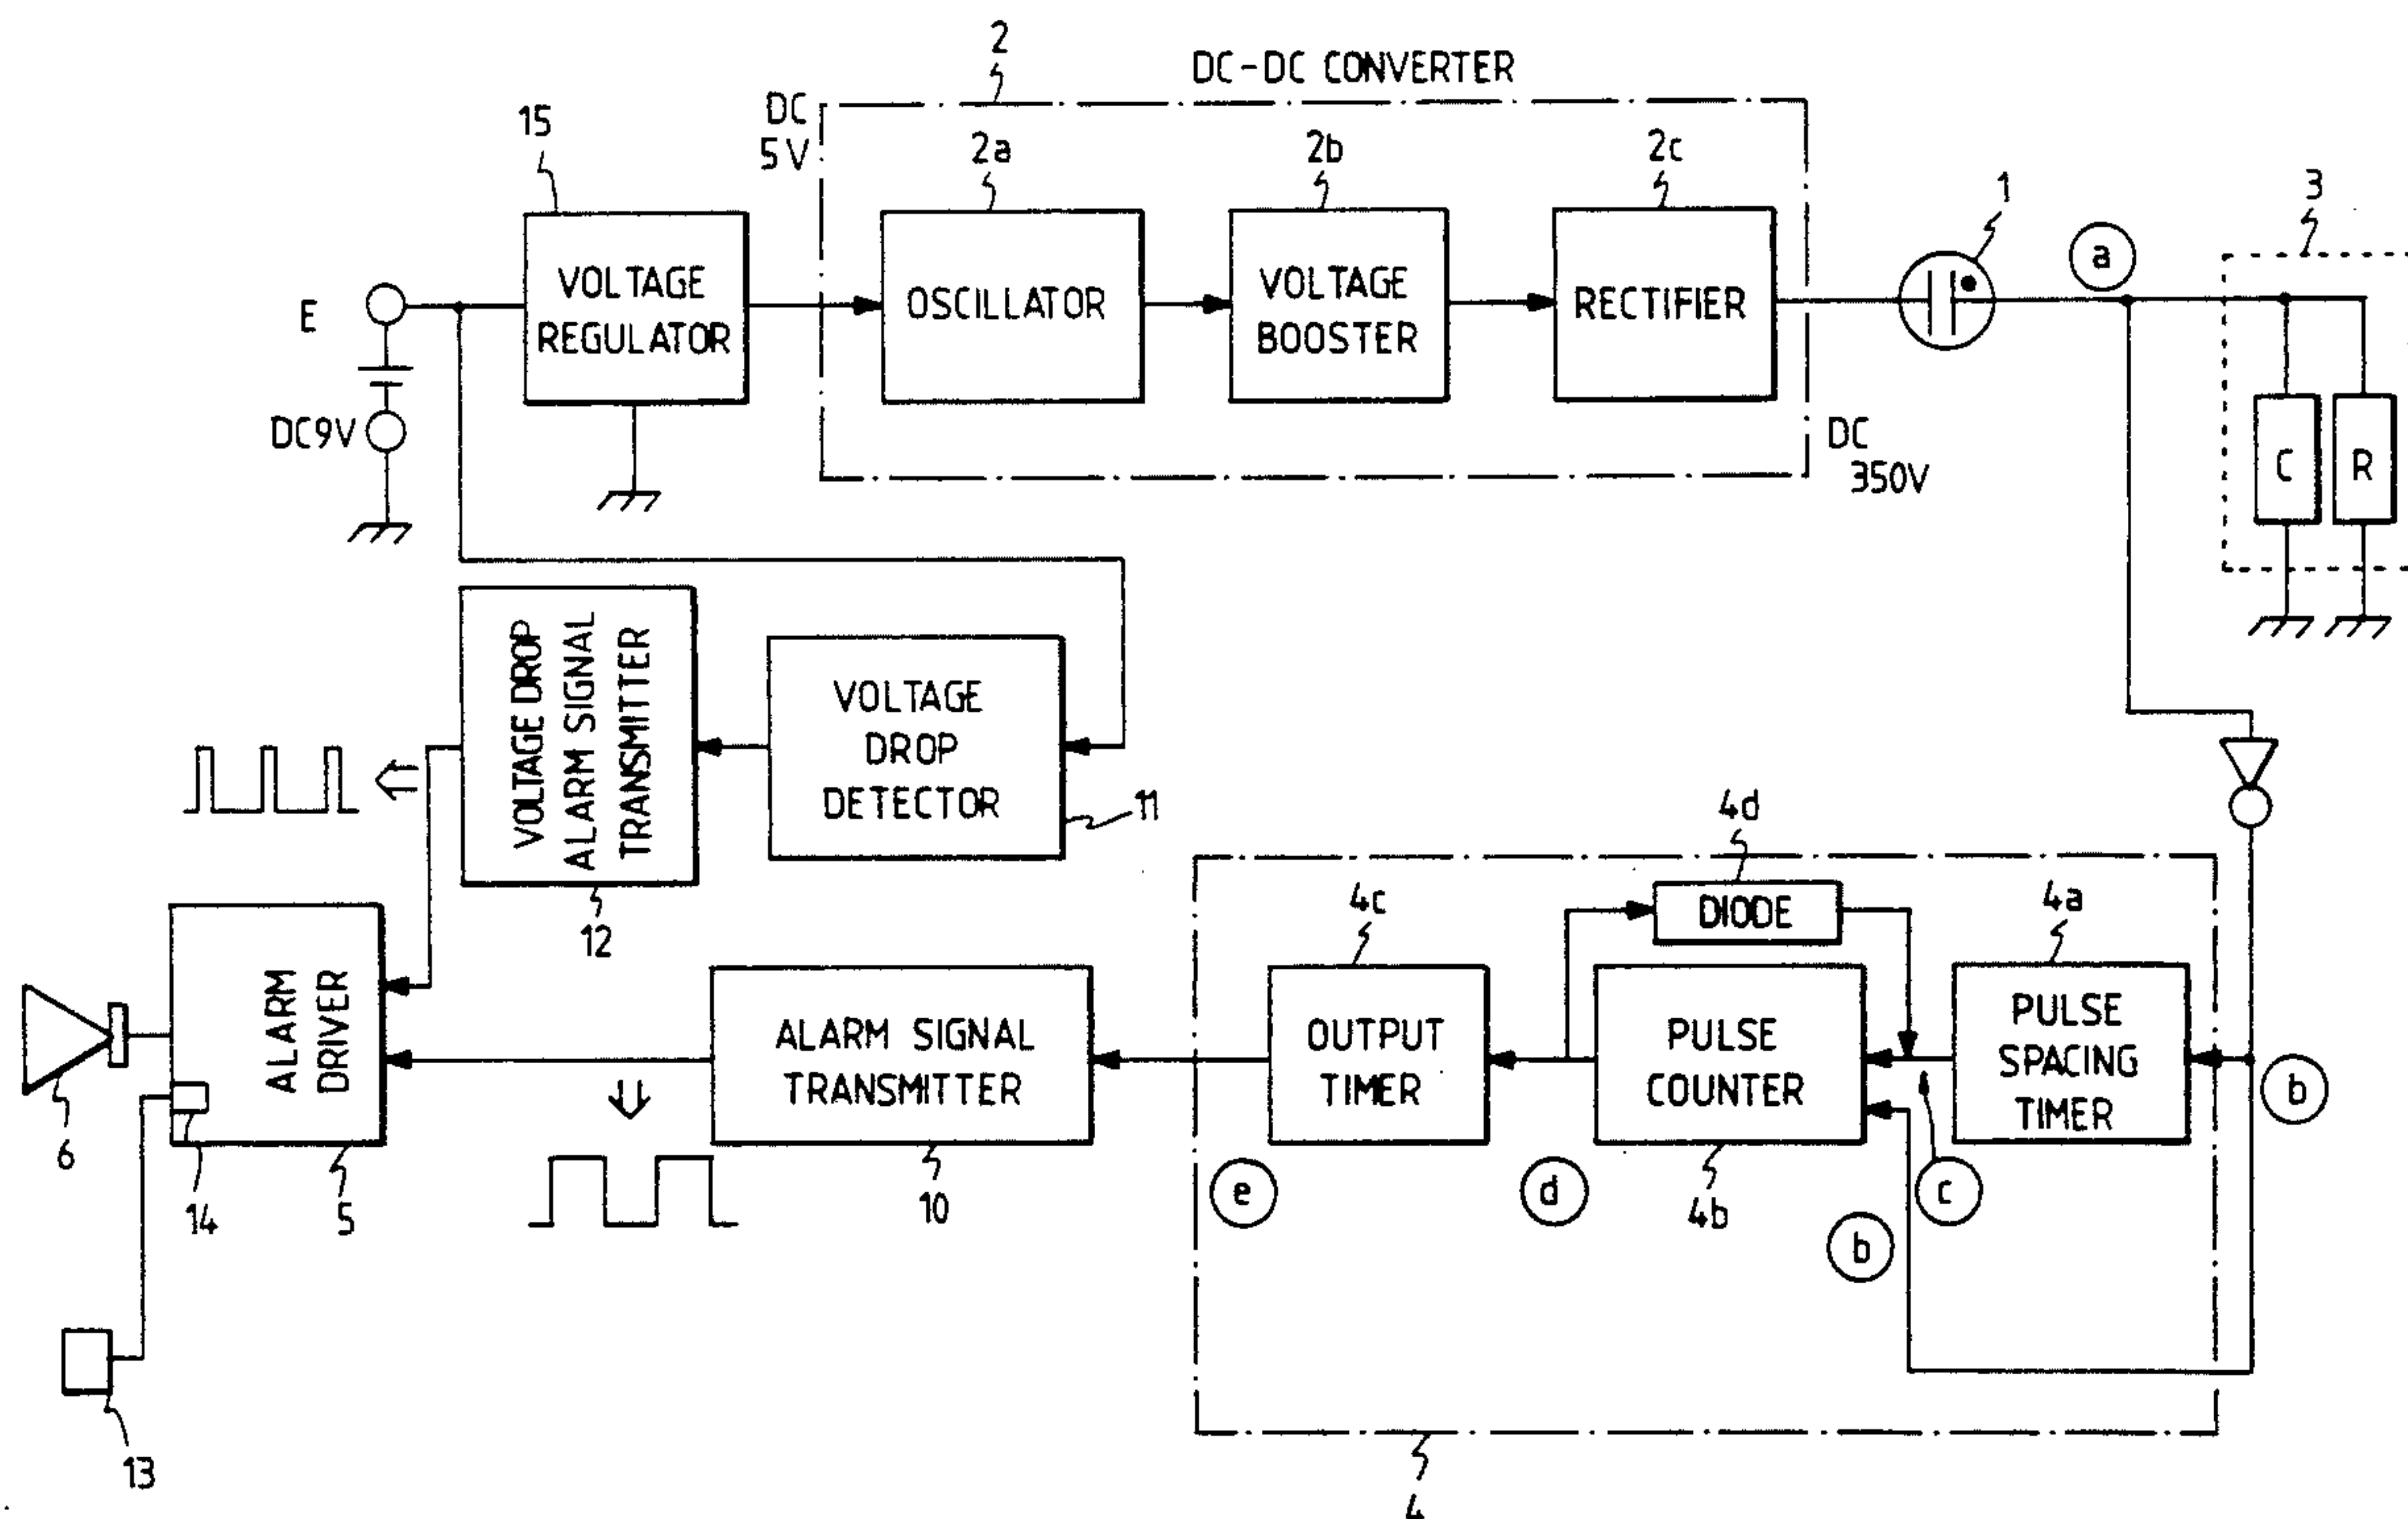 2
DC-DC CONVERTER
DC
5V
15
2a
2b
2c
1
3
a
E
VOLTAGE
REGULATOR
OSCILLATOR
VOLTAGE
BOOSTER
RECTIFIER
DC9V
DC
350V
C
R
VOLTAGE DROP
ALARM SIGNAL
TRANSMITTER
VOLTAGE
DROP
DETECTOR
11
12
4d
DIODE
4c
4a
ALARM
DRIVER
ALARM SIGNAL
TRANSMITTER
OUTPUT
TIMER
PULSE
COUNTER
PULSE
SPACING
TIMER
b
6
14
5
10
e
d
4b
c
b
13
4